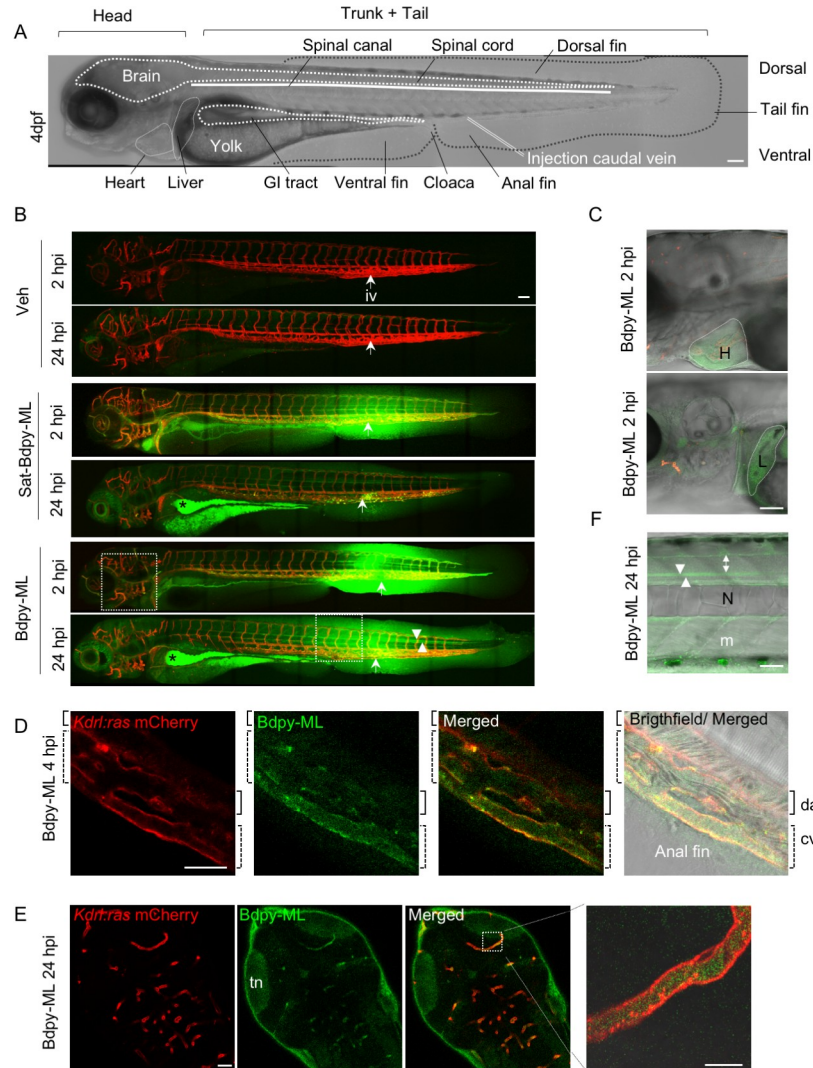 Head
Trunk + Tail
A
Spinal canal
Spinal cord
Dorsal fin
Dorsal
Brain
4dpf
Tail fin
Yolk
Injection caudal vein
Ventral
Heart
Liver
GI tract
Ventral fin
Cloaca
Anal fin
B
Veh
2 hpi
iv
24 hpi
Sat-Bdpy-ML
2 hpi
24 hpi
*
Bdpy-ML
2 hpi
24 hpi
*
C
Bdpy-ML 2 hpi
H
Bdpy-ML 2 hpi
L
F
Bdpy-ML 24 hpi
N
m
D
Bdpy-ML 4 hpi
Kdrl:ras mCherry
Bdpy-ML
Merged
Brigthfield/ Merged
da
cv
Anal fin
E
Bdpy-ML 24 hpi
Kdrl:ras mCherry
Bdpy-ML
Merged
tn